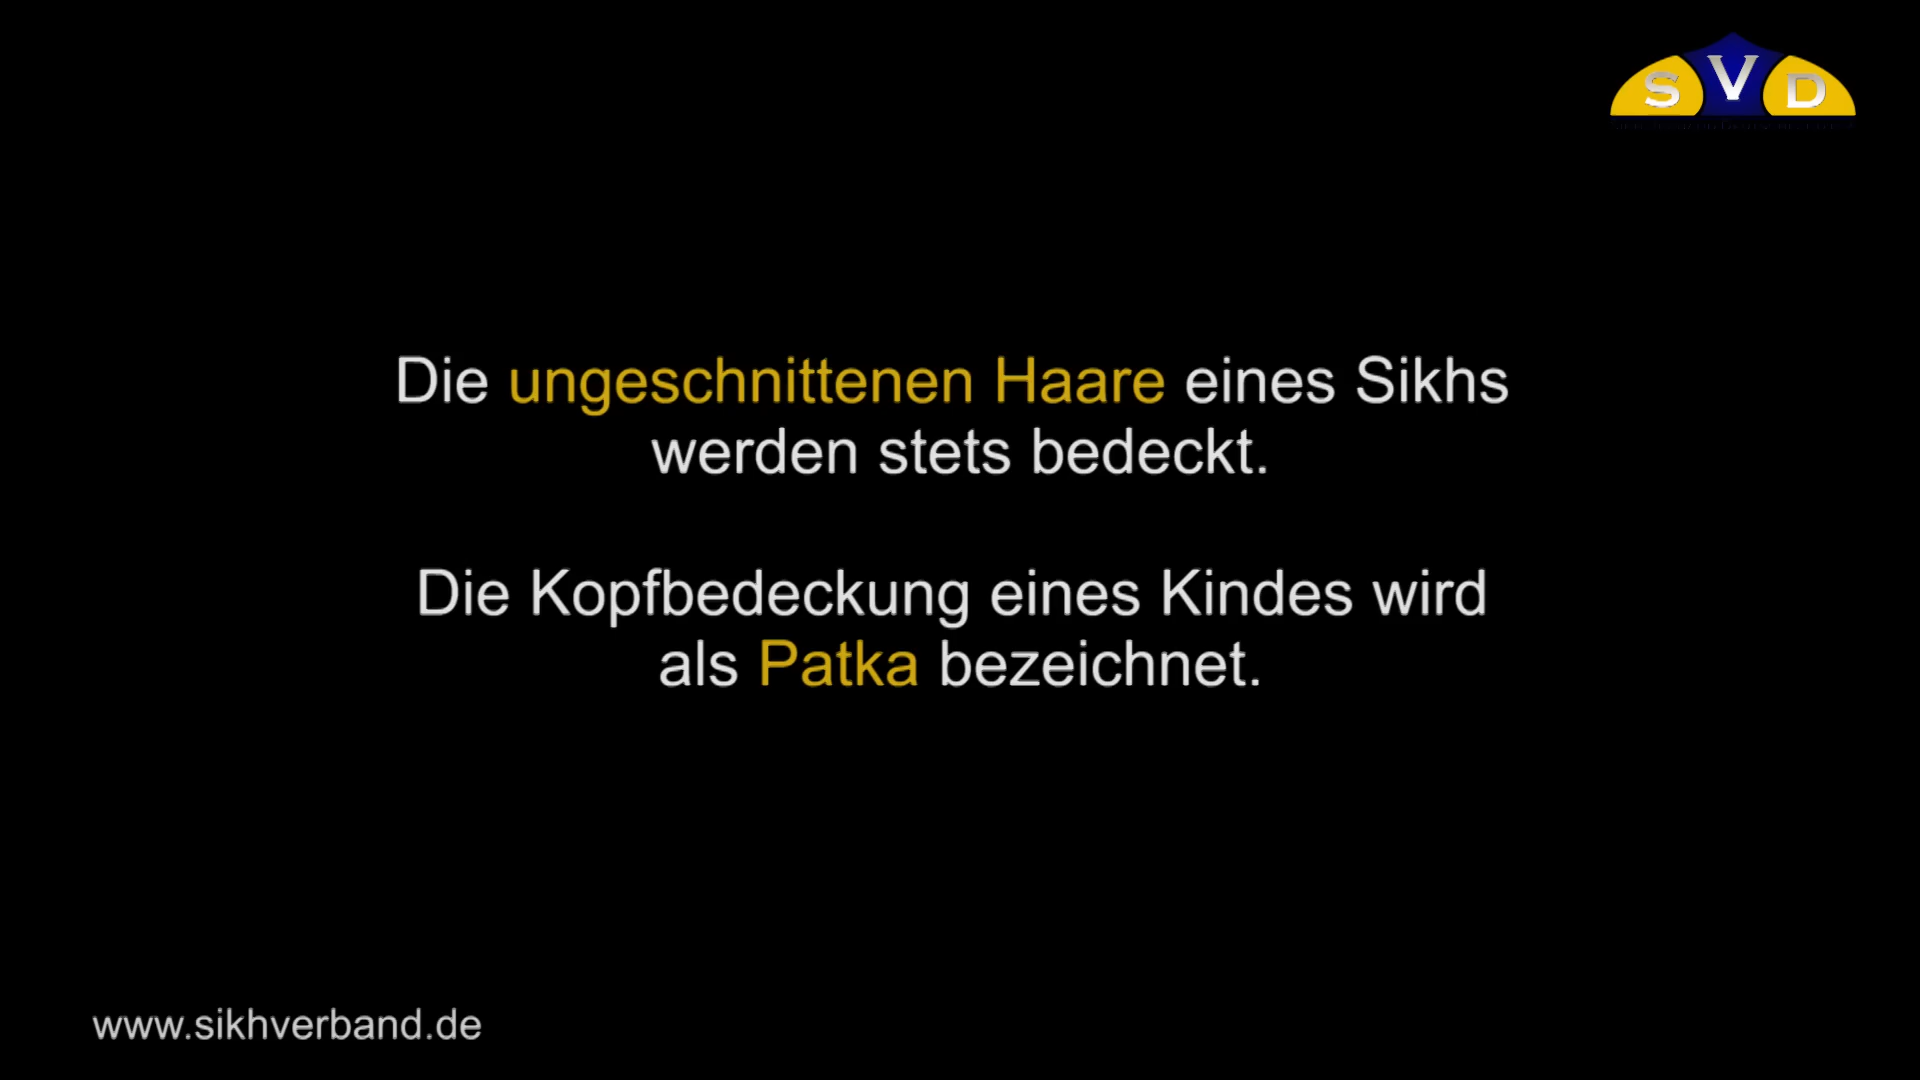 SVD
Die ungeschnittenen Haare eines Sikhs
werden stets bedeckt.
Die Kopfbedeckung eines Kindes wird
als Patka bezeichnet.
www.sikhverband.de